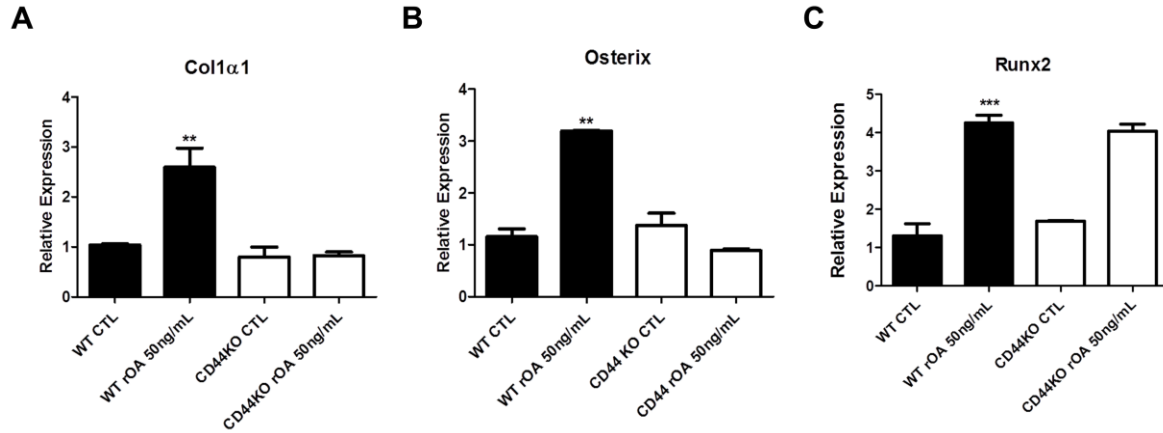 A
Col1α1
Relative Expression
4
3
2
1
0
**
WT CTL
WT rOA 50ng/mL
CD44KO CTL
CD44KO rOA 50ng/mL
B
Osterix
Relative Expression
4
3
2
1
0
**
WT CTL
WT rOA 50ng/mL
CD44 KO CTL
CD44 rOA 50ng/mL
C
Runx2
Relative Expression
5
4
3
2
1
0
***
WT CTL
WT rOA 50ng/mL
CD44KO CTL
CD44KO rOA 50ng/mL